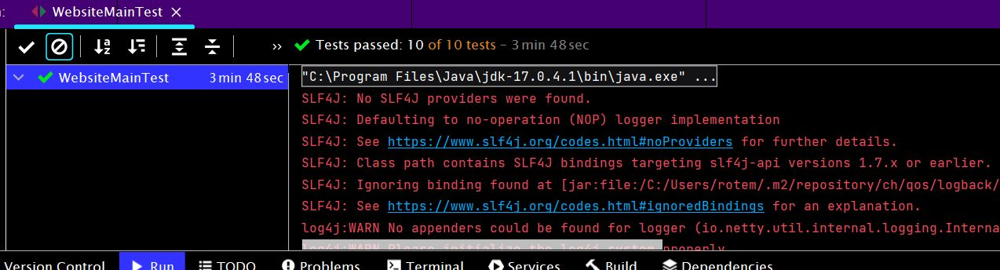 WebsiteMainTest
Tests passed: 10 of 10 tests – 3 min 48 sec
WebsiteMainTest 3 min 48 sec
"C:\Program Files\Java\jdk-17.0.4.1\bin\java.exe" ...
SLF4J: No SLF4J providers were found.
SLF4J: Defaulting to no-operation (NOP) logger implementation
SLF4J: See https://www.slf4j.org/codes.html#noProviders for further details.
SLF4J: Class path contains SLF4J bindings targeting slf4j-api versions 1.7.x or earlier.
SLF4J: Ignoring binding found at [jar:file:/C:/Users/rotem/.m2/repository/ch/qos/logback/
SLF4J: See https://www.slf4j.org/codes.html#ignoredBindings for an explanation.
log4j:WARN No appenders could be found for logger (io.netty.util.internal.logging.Interna
log4j:WARN Please initialize the log4j system properly
Version Control Run TODO Problems Terminal Services Build Dependencies